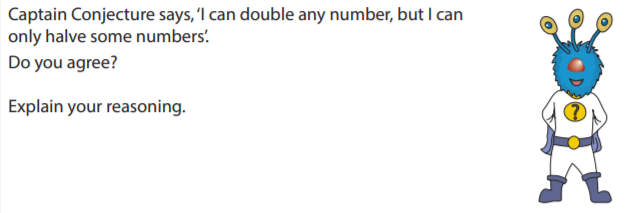 Captain Conjecture says, ‘I can double any number, but I can
only halve some numbers’.
Do you agree?
Explain your reasoning.
?